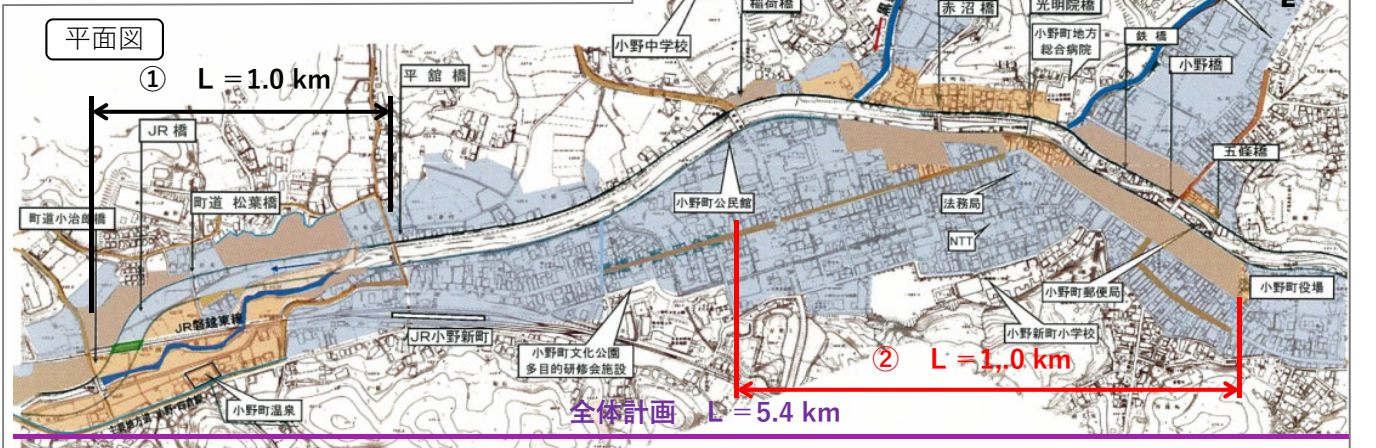 平面図
① L =1.0 km
稲荷橋
赤沼橋
光明院橋
小野中学校
小野町地方
総合病院
鉄橋
小野橋
平舘橋
JR橋
五條橋
町道 松葉橋
町道小治郎橋
小野町公民館
法務局
NTT
小野町郵便局
小野町役場
JR磐越東線
JR小野新町
小野新町小学校
小野町文化公園
多目的研修会施設
② L =1,.0 km
小野町温泉
全体計画 L =5.4 km